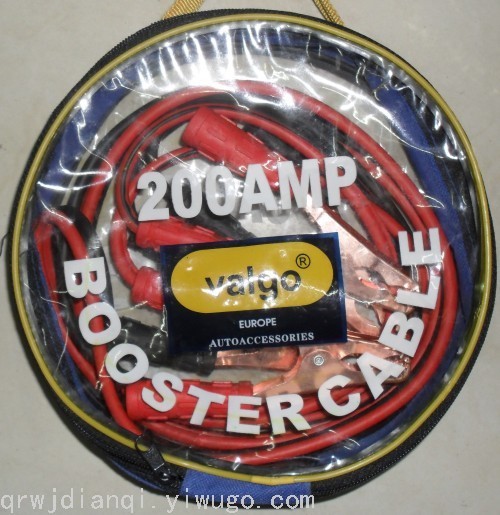 200AMP
valgo®
EUROPE
AUTOACCESSORIES
BOOSTER CABLE
qrwjdianqi.yiwugo.com